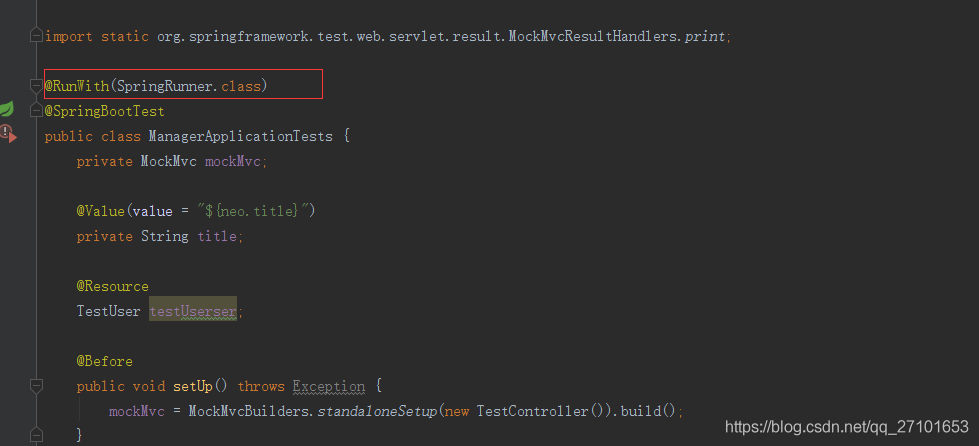 import static org.springframework.test.web.servlet.result.MockMvcResultHandlers.print;
@RunWith(SpringRunner.class)
@SpringBootTest
public class ManagerApplicationTests {
private MockMvc mockMvc;
@Value(value = "${neo.title}")
private String title;
@Resource
TestUser testUserser;
@Before
public void setUp() throws Exception {
mockMvc = MockMvcBuilders.standaloneSetup(new TestController()).build();
}
https://blog.csdn.net/qq_27101653